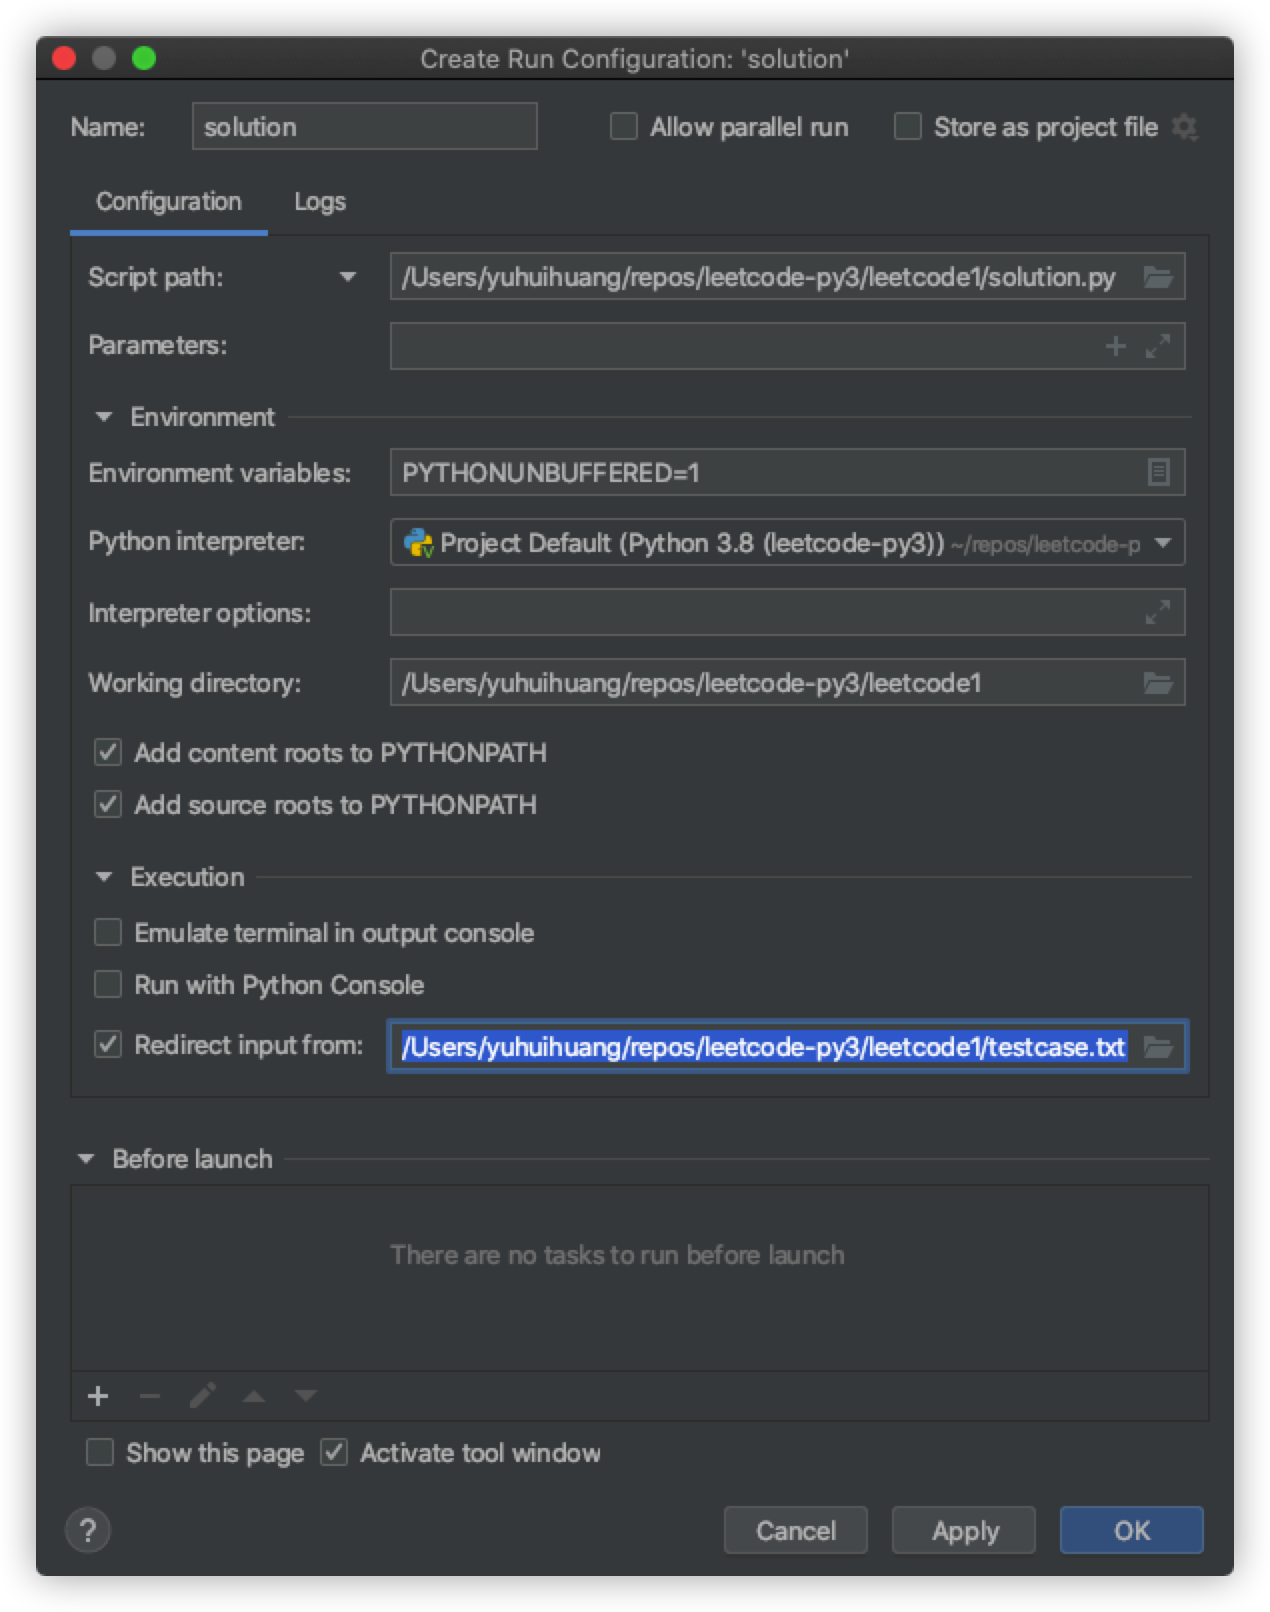 Create Run Configuration: 'solution'
Name: solution Allow parallel run Store as project file
Configuration Logs
Script path: /Users/yuhuihuang/repos/leetcode-py3/leetcode1/solution.py
Parameters:
Environment
Environment variables: PYTHONUNBUFFERED=1
Python interpreter: Project Default (Python 3.8 (leetcode-py3)) ~/repos/leetcode-p
Interpreter options:
Working directory: /Users/yuhuihuang/repos/leetcode-py3/leetcode1
Add content roots to PYTHONPATH
Add source roots to PYTHONPATH
Execution
Emulate terminal in output console
Run with Python Console
Redirect input from: /Users/yuhuihuang/repos/leetcode-py3/leetcode1/testcase.txt
Before launch
There are no tasks to run before launch
Show this page Activate tool window
? Cancel Apply OK